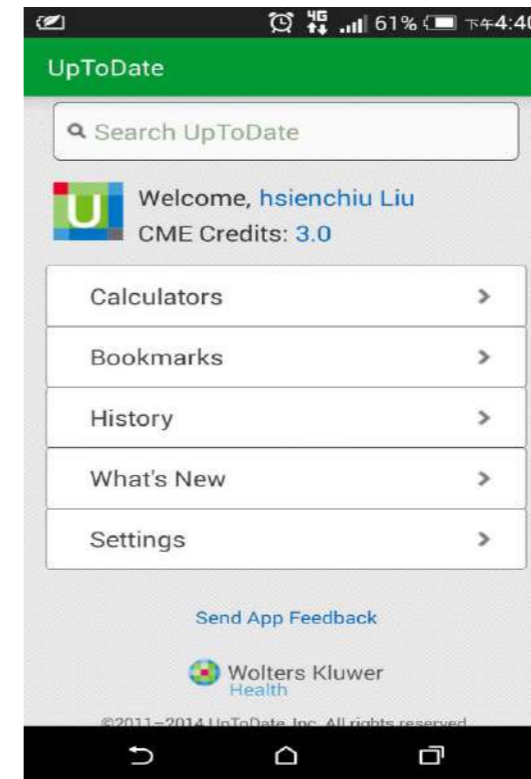 4G 61% 下午4:40
UpToDate
Search UpToDate
U
Welcome, hsienchiu Liu
CME Credits: 3.0
Calculators
Bookmarks
History
What's New
Settings
Send App Feedback
Wolters Kluwer
Health
©2011–2014 UpToDate, Inc. All rights reserved